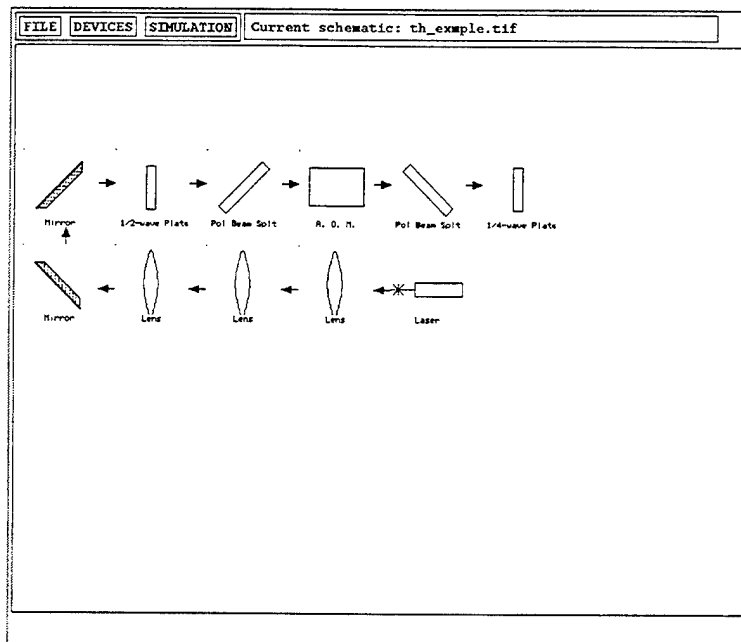 FILE DEVICES SIMULATION Current schematic: th_exmple.tif
Mirror 1/2-wave Plate Pol Beam Splt A. O. M. Pol Beam Splt 1/4-wave Plate
Mirror Lens Lens Lens Laser